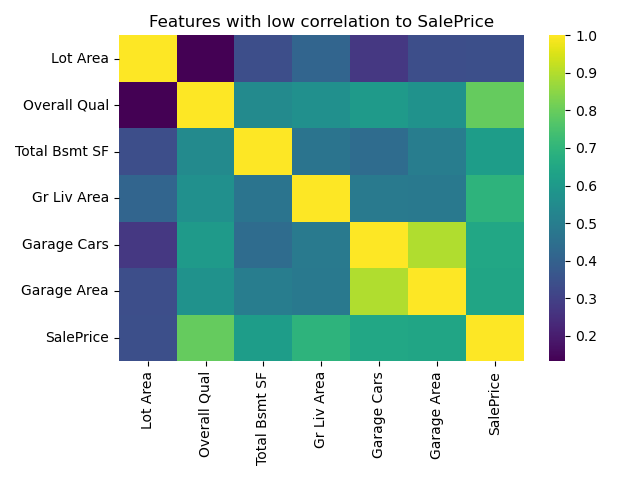 Features with low correlation to SalePrice
Lot Area
Overall Qual
Total Bsmt SF
Gr Liv Area
Garage Cars
Garage Area
SalePrice
Lot Area
Overall Qual
Total Bsmt SF
Gr Liv Area
Garage Cars
Garage Area
SalePrice
1.0
0.9
0.8
0.7
0.6
0.5
0.4
0.3
0.2